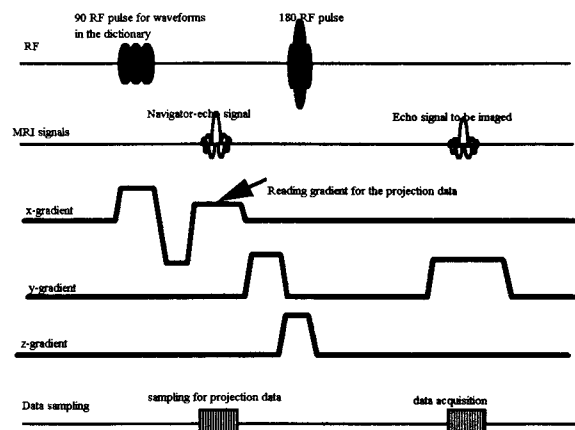 90 RF pulse for waveforms
in the dictionary
180 RF pulse
RF
Navigator-echo signal
Echo signal to be imaged
MRI signals
Reading gradient for the projection data
x-gradient
y-gradient
z-gradient
sampling for projection data
data acquisition
Data sampling